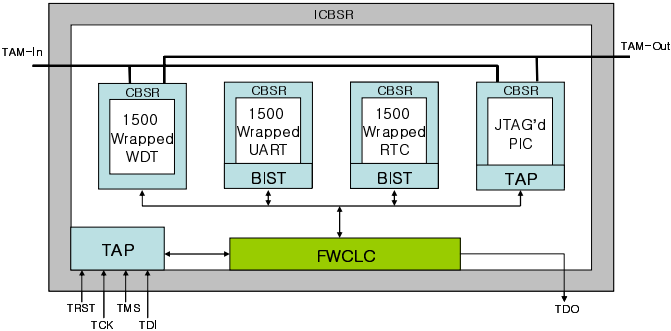 ICBSR
TAM-In
TAM-Out
CBSR
CBSR
CBSR
CBSR
1500
Wrapped
WDT
1500
Wrapped
UART
1500
Wrapped
RTC
JTAG'd
PIC
BIST
BIST
TAP
TAP
FWCLC
TRST
TCK
TMS
TDI
TDO